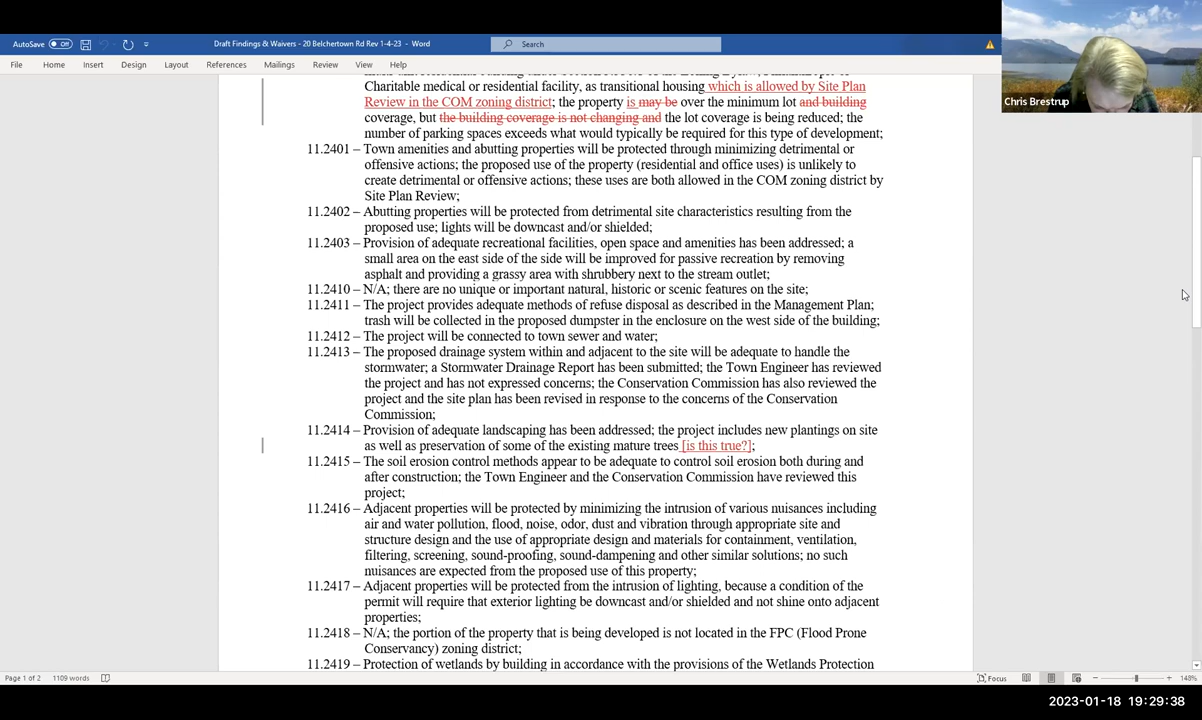 AutoSave Off
Draft Findings & Waivers - 20 Belchertown Rd Rev 1-4-23 - Word
Search
File Home Insert Design Layout References Mailings Review View Help
Chris Brestrup
Charitable medical or residential facility, as transitional housing which is allowed by Site Plan
Review in the COM zoning district; the property is may be over the minimum lot and building
coverage, but the building coverage is not changing and the lot coverage is being reduced; the
number of parking spaces exceeds what would typically be required for this type of development;
11.2401 – Town amenities and abutting properties will be protected through minimizing detrimental or
offensive actions; the proposed use of the property (residential and office uses) is unlikely to
create detrimental or offensive actions; these uses are both allowed in the COM zoning district by
Site Plan Review;
11.2402 – Abutting properties will be protected from detrimental site characteristics resulting from the
proposed use; lights will be downcast and/or shielded;
11.2403 – Provision of adequate recreational facilities, open space and amenities has been addressed; a
small area on the east side of the side will be improved for passive recreation by removing
asphalt and providing a grassy area with shrubbery next to the stream outlet;
11.2410 – N/A; there are no unique or important natural, historic or scenic features on the site;
11.2411 – The project provides adequate methods of refuse disposal as described in the Management Plan;
trash will be collected in the proposed dumpster in the enclosure on the west side of the building;
11.2412 – The project will be connected to town sewer and water;
11.2413 – The proposed drainage system within and adjacent to the site will be adequate to handle the
stormwater; a Stormwater Drainage Report has been submitted; the Town Engineer has reviewed
the project and has not expressed concerns; the Conservation Commission has also reviewed the
project and the site plan has been revised in response to the concerns of the Conservation
Commission;
11.2414 – Provision of adequate landscaping has been addressed; the project includes new plantings on site
as well as preservation of some of the existing mature trees [is this true?];
11.2415 – The soil erosion control methods appear to be adequate to control soil erosion both during and
after construction; the Town Engineer and the Conservation Commission have reviewed this
project;
11.2416 – Adjacent properties will be protected by minimizing the intrusion of various nuisances including
air and water pollution, flood, noise, odor, dust and vibration through appropriate site and
structure design and the use of appropriate design and materials for containment, ventilation,
filtering, screening, sound-proofing, sound-dampening and other similar solutions; no such
nuisances are expected from the proposed use of this property;
11.2417 – Adjacent properties will be protected from the intrusion of lighting, because a condition of the
permit will require that exterior lighting be downcast and/or shielded and not shine onto adjacent
properties;
11.2418 – N/A; the portion of the property that is being developed is not located in the FPC (Flood Prone
Conservancy) zoning district;
11.2419 – Protection of wetlands by building in accordance with the provisions of the Wetlands Protection
Page 1 of 2 1109 words
Focus
148%
2023-01-18 19:29:38